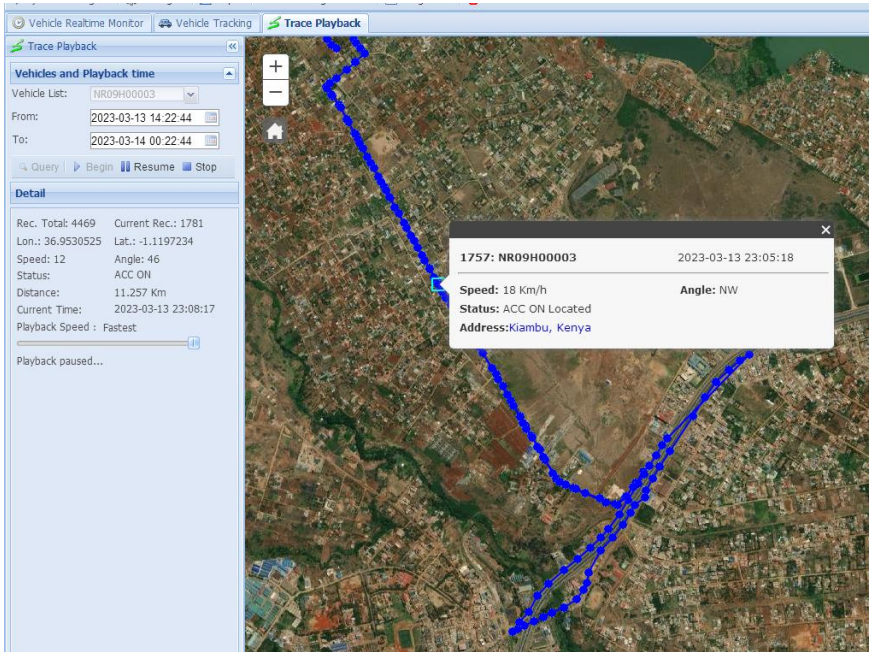 Vehicle Realtime Monitor Vehicle Tracking Trace Playback
Trace Playback
Vehicles and Playback time
Vehicle List: NR09H00003
From: 2023-03-13 14:22:44
To: 2023-03-14 00:22:44
Query Begin Resume Stop
Detail
Rec. Total: 4469 Current Rec.: 1781
Lon.: 36.9530525 Lat.: -1.1197234
Speed: 12 Angle: 46
Status: ACC ON
Distance: 11.257 Km
Current Time: 2023-03-13 23:08:17
Playback Speed : Fastest
Playback paused...
1757: NR09H00003 2023-03-13 23:05:18
Speed: 18 Km/h Angle: NW
Status: ACC ON Located
Address:Kiambu, Kenya